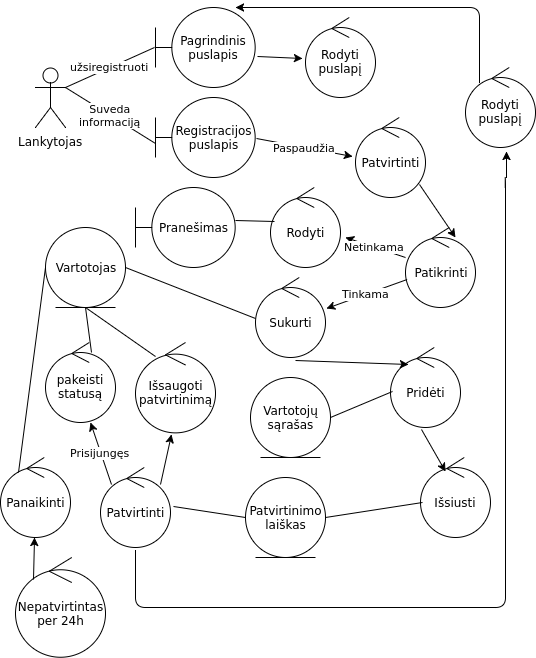 Pagrindinis
puslapis
Rodyti
puslapį
užsiregistruoti
Rodyti
puslapį
Suveda
informaciją
Lankytojas
Registracijos
puslapis
Paspaudžia
Patvirtinti
Pranešimas
Rodyti
Netinkama
Patikrinti
Vartotojas
Tinkama
Sukurti
pakeisti
statusą
Išsaugoti
patvirtinimą
Vartotojų
sąrašas
Pridėti
Prisijungęs
Panaikinti
Patvirtinti
Patvirtinimo
laiškas
Išsiusti
Nepatvirtintas
per 24h